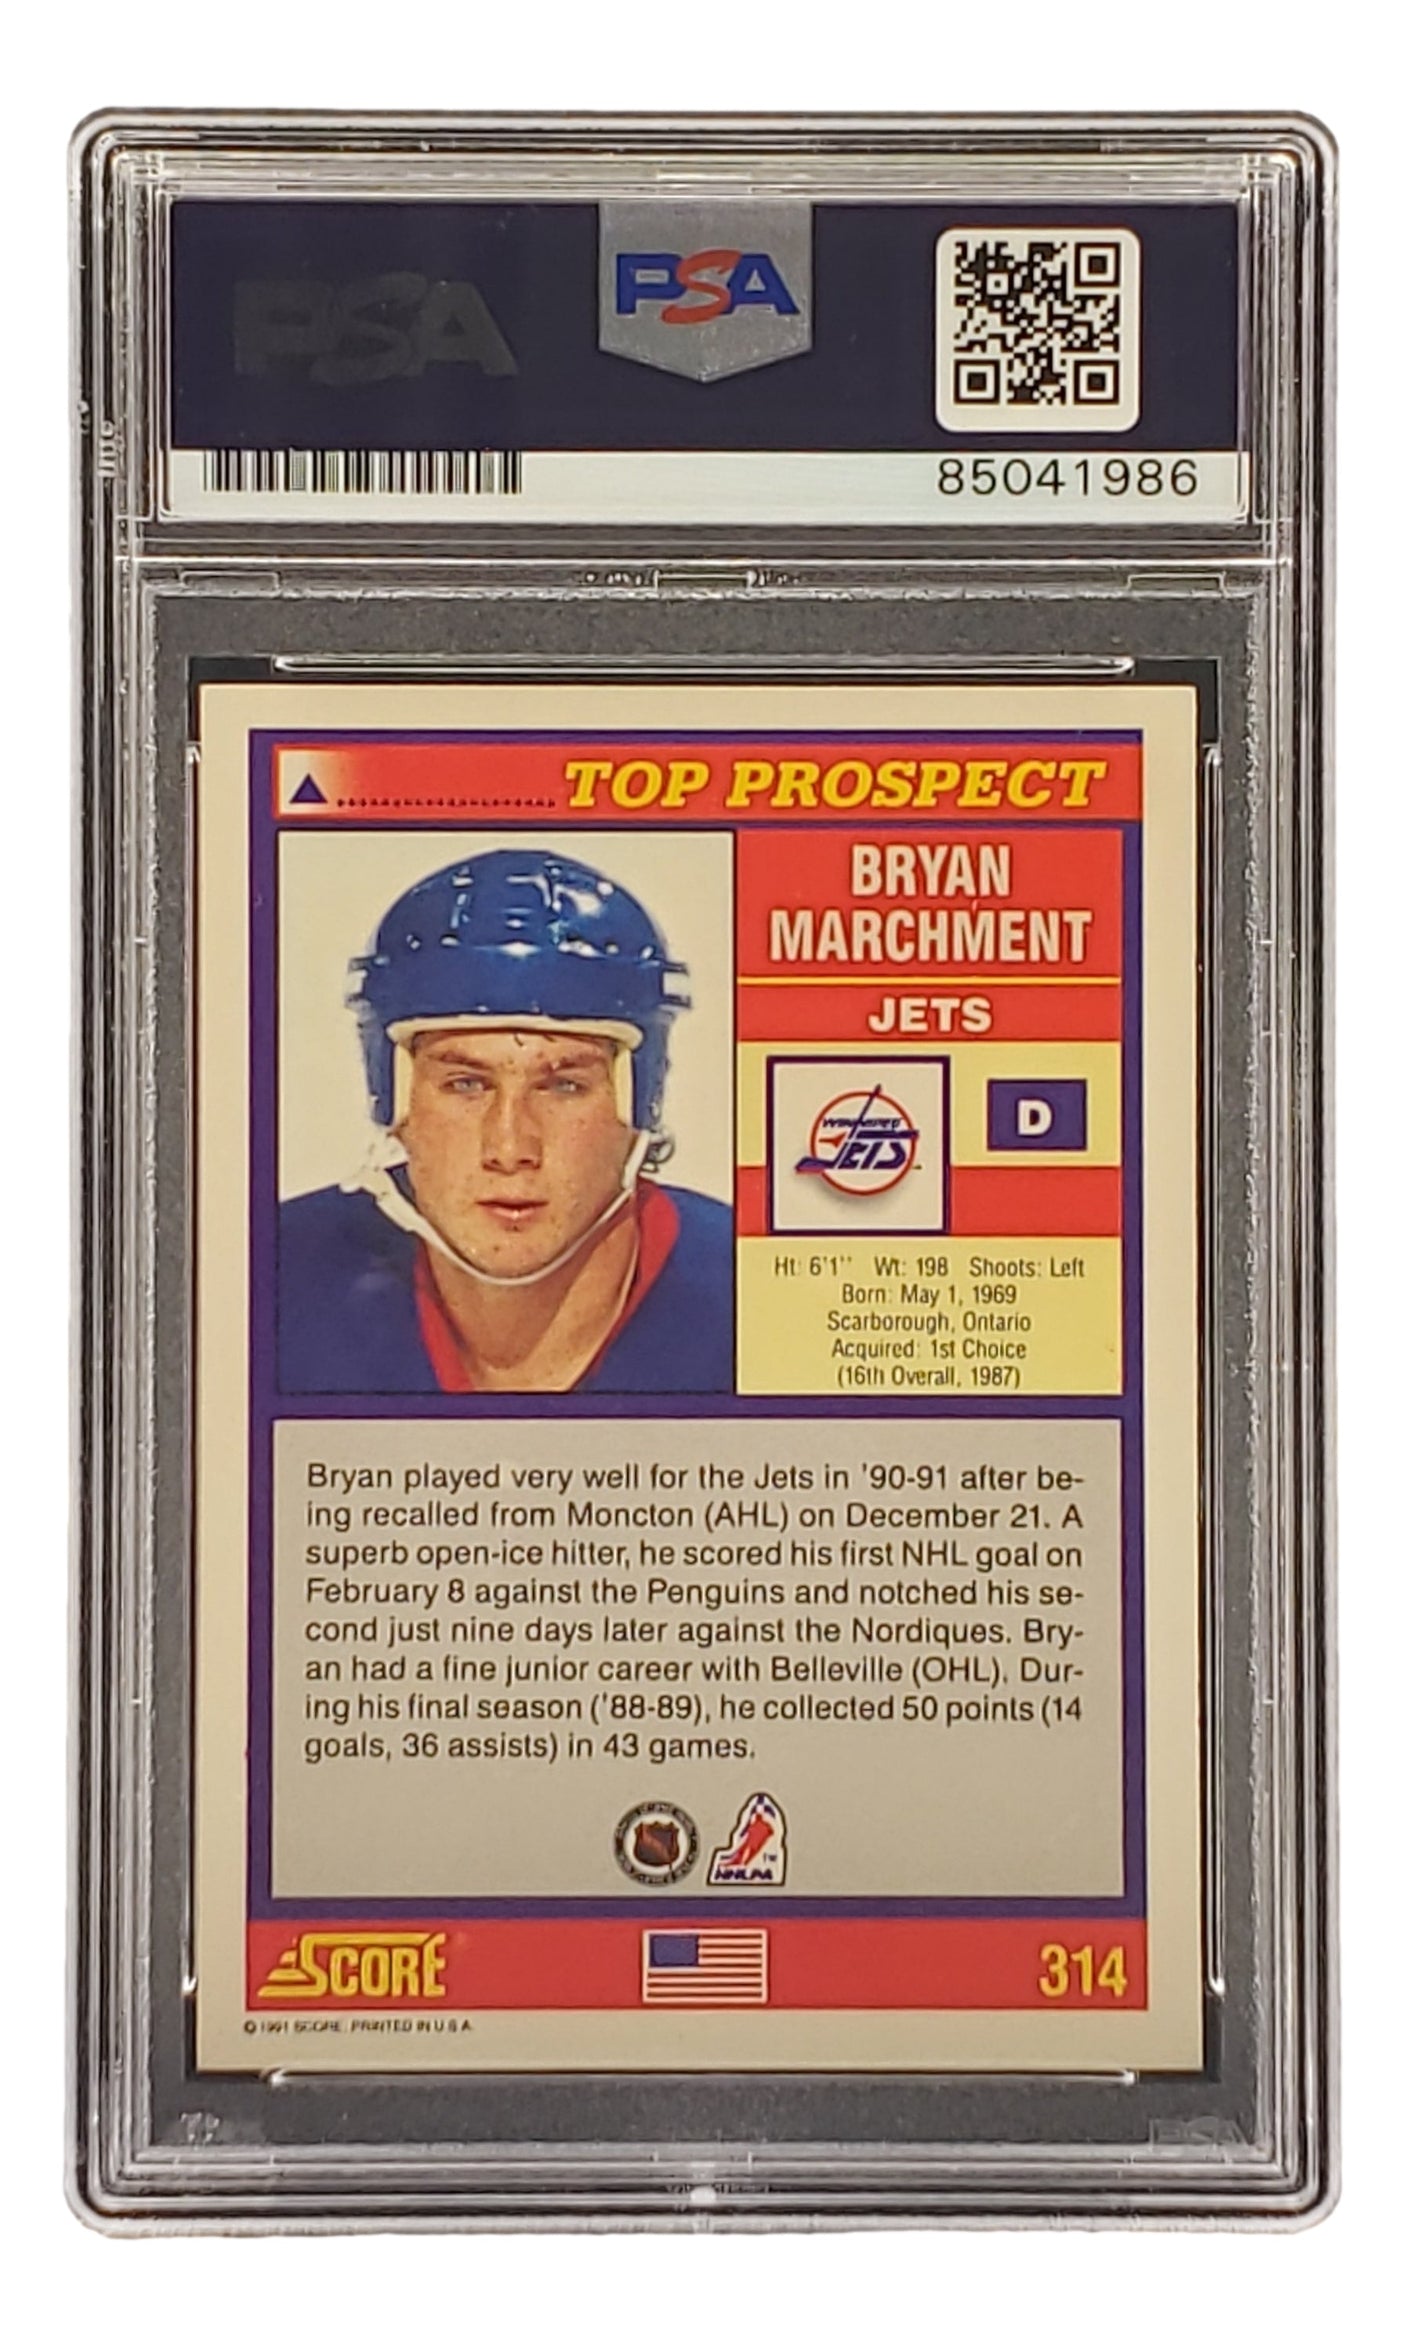 PSA
PSA
85041986
TOP PROSPECT
BRYAN
MARCHMENT
JETS
WINNIPEG
JETS
D
Ht: 6'1'' Wt: 198 Shoots: Left
Born: May 1, 1969
Scarborough, Ontario
Acquired: 1st Choice
(16th Overall, 1987)
Bryan played very well for the Jets in '90-91 after be-
ing recalled from Moncton (AHL) on December 21. A
superb open-ice hitter, he scored his first NHL goal on
February 8 against the Penguins and notched his se-
cond just nine days later against the Nordiques. Bry-
an had a fine junior career with Belleville (OHL). Dur-
ing his final season ('88-89), he collected 50 points (14
goals, 36 assists) in 43 games.
NHLPA
TM
SCORE
314
© 1991 SCORE, PRINTED IN U.S.A.